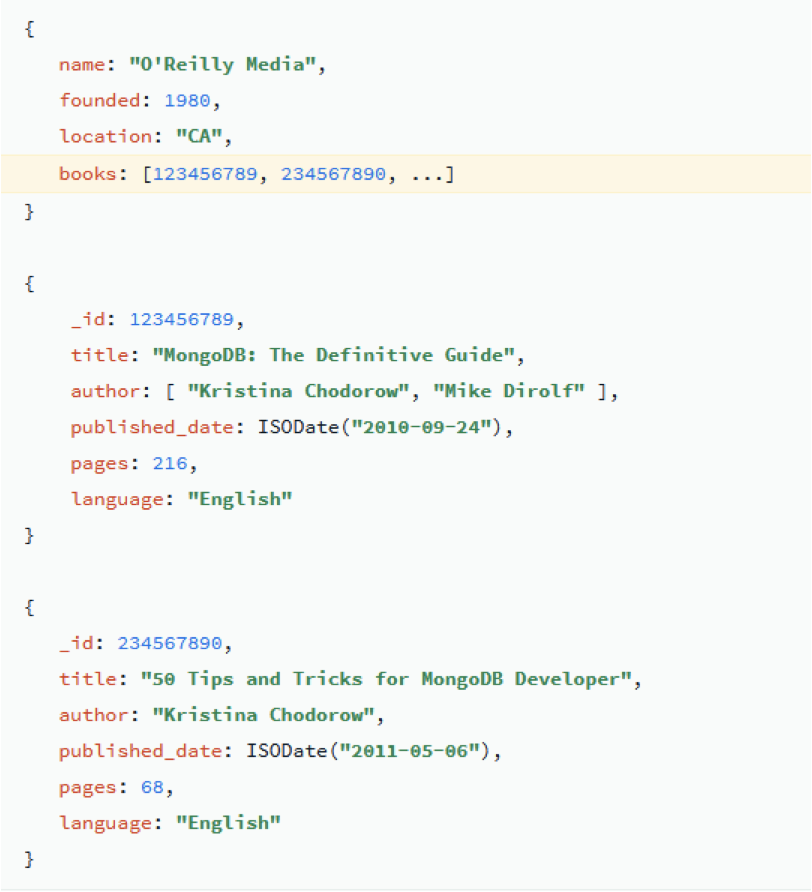 {
name: "O'Reilly Media",
founded: 1980,
location: "CA",
books: [123456789, 234567890, ...]
}
{
_id: 123456789,
title: "MongoDB: The Definitive Guide",
author: [ "Kristina Chodorow", "Mike Dirolf" ],
published_date: ISODate("2010-09-24"),
pages: 216,
language: "English"
}
{
_id: 234567890,
title: "50 Tips and Tricks for MongoDB Developer",
author: "Kristina Chodorow",
published_date: ISODate("2011-05-06"),
pages: 68,
language: "English"
}